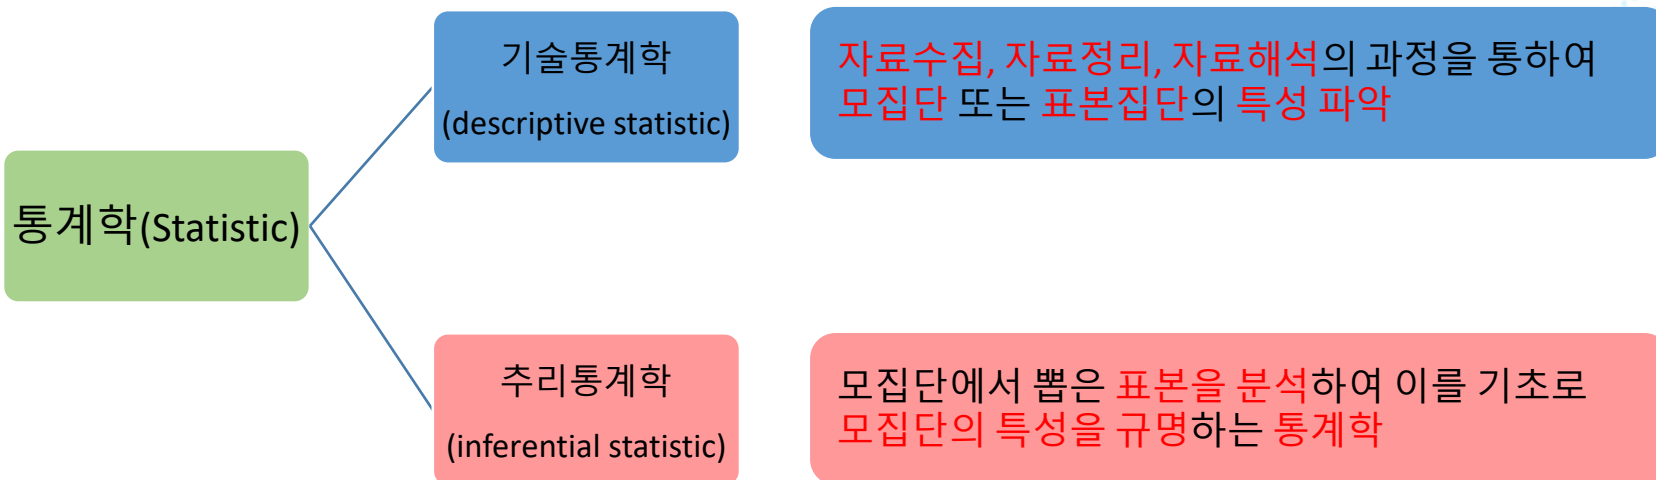 기술통계학
(descriptive statistic)
자료수집, 자료정리, 자료해석의 과정을 통하여
모집단 또는 표본집단의 특성 파악
통계학(Statistic)
추리통계학
(inferential statistic)
모집단에서 뽑은 표본을 분석하여 이를 기초로
모집단의 특성을 규명하는 통계학